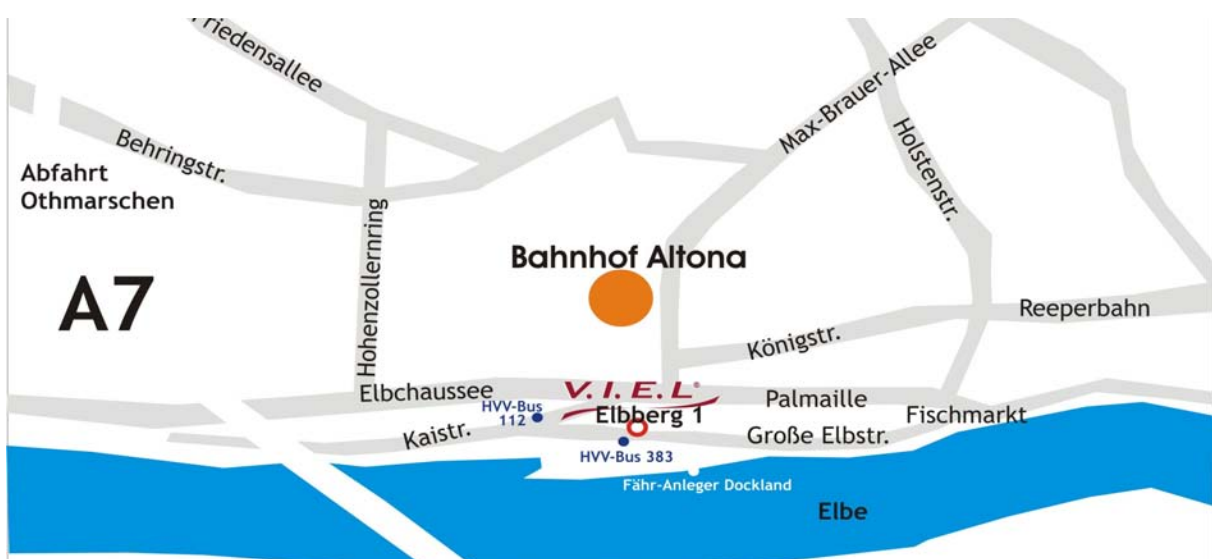 Friedensallee
Max-Brauer-Allee
Behringstr.
Holstenstr.
Abfahrt
Othmarschen
Hohenzollernring
Bahnhof Altona
A7
Reeperbahn
Königstr.
Elbchaussee
V.I.E.L®
Palmaille
HVV-Bus
112
Elbberg 1
Fischmarkt
Kaistr.
Große Elbstr.
HVV-Bus 383
Fähr-Anleger Dockland
Elbe